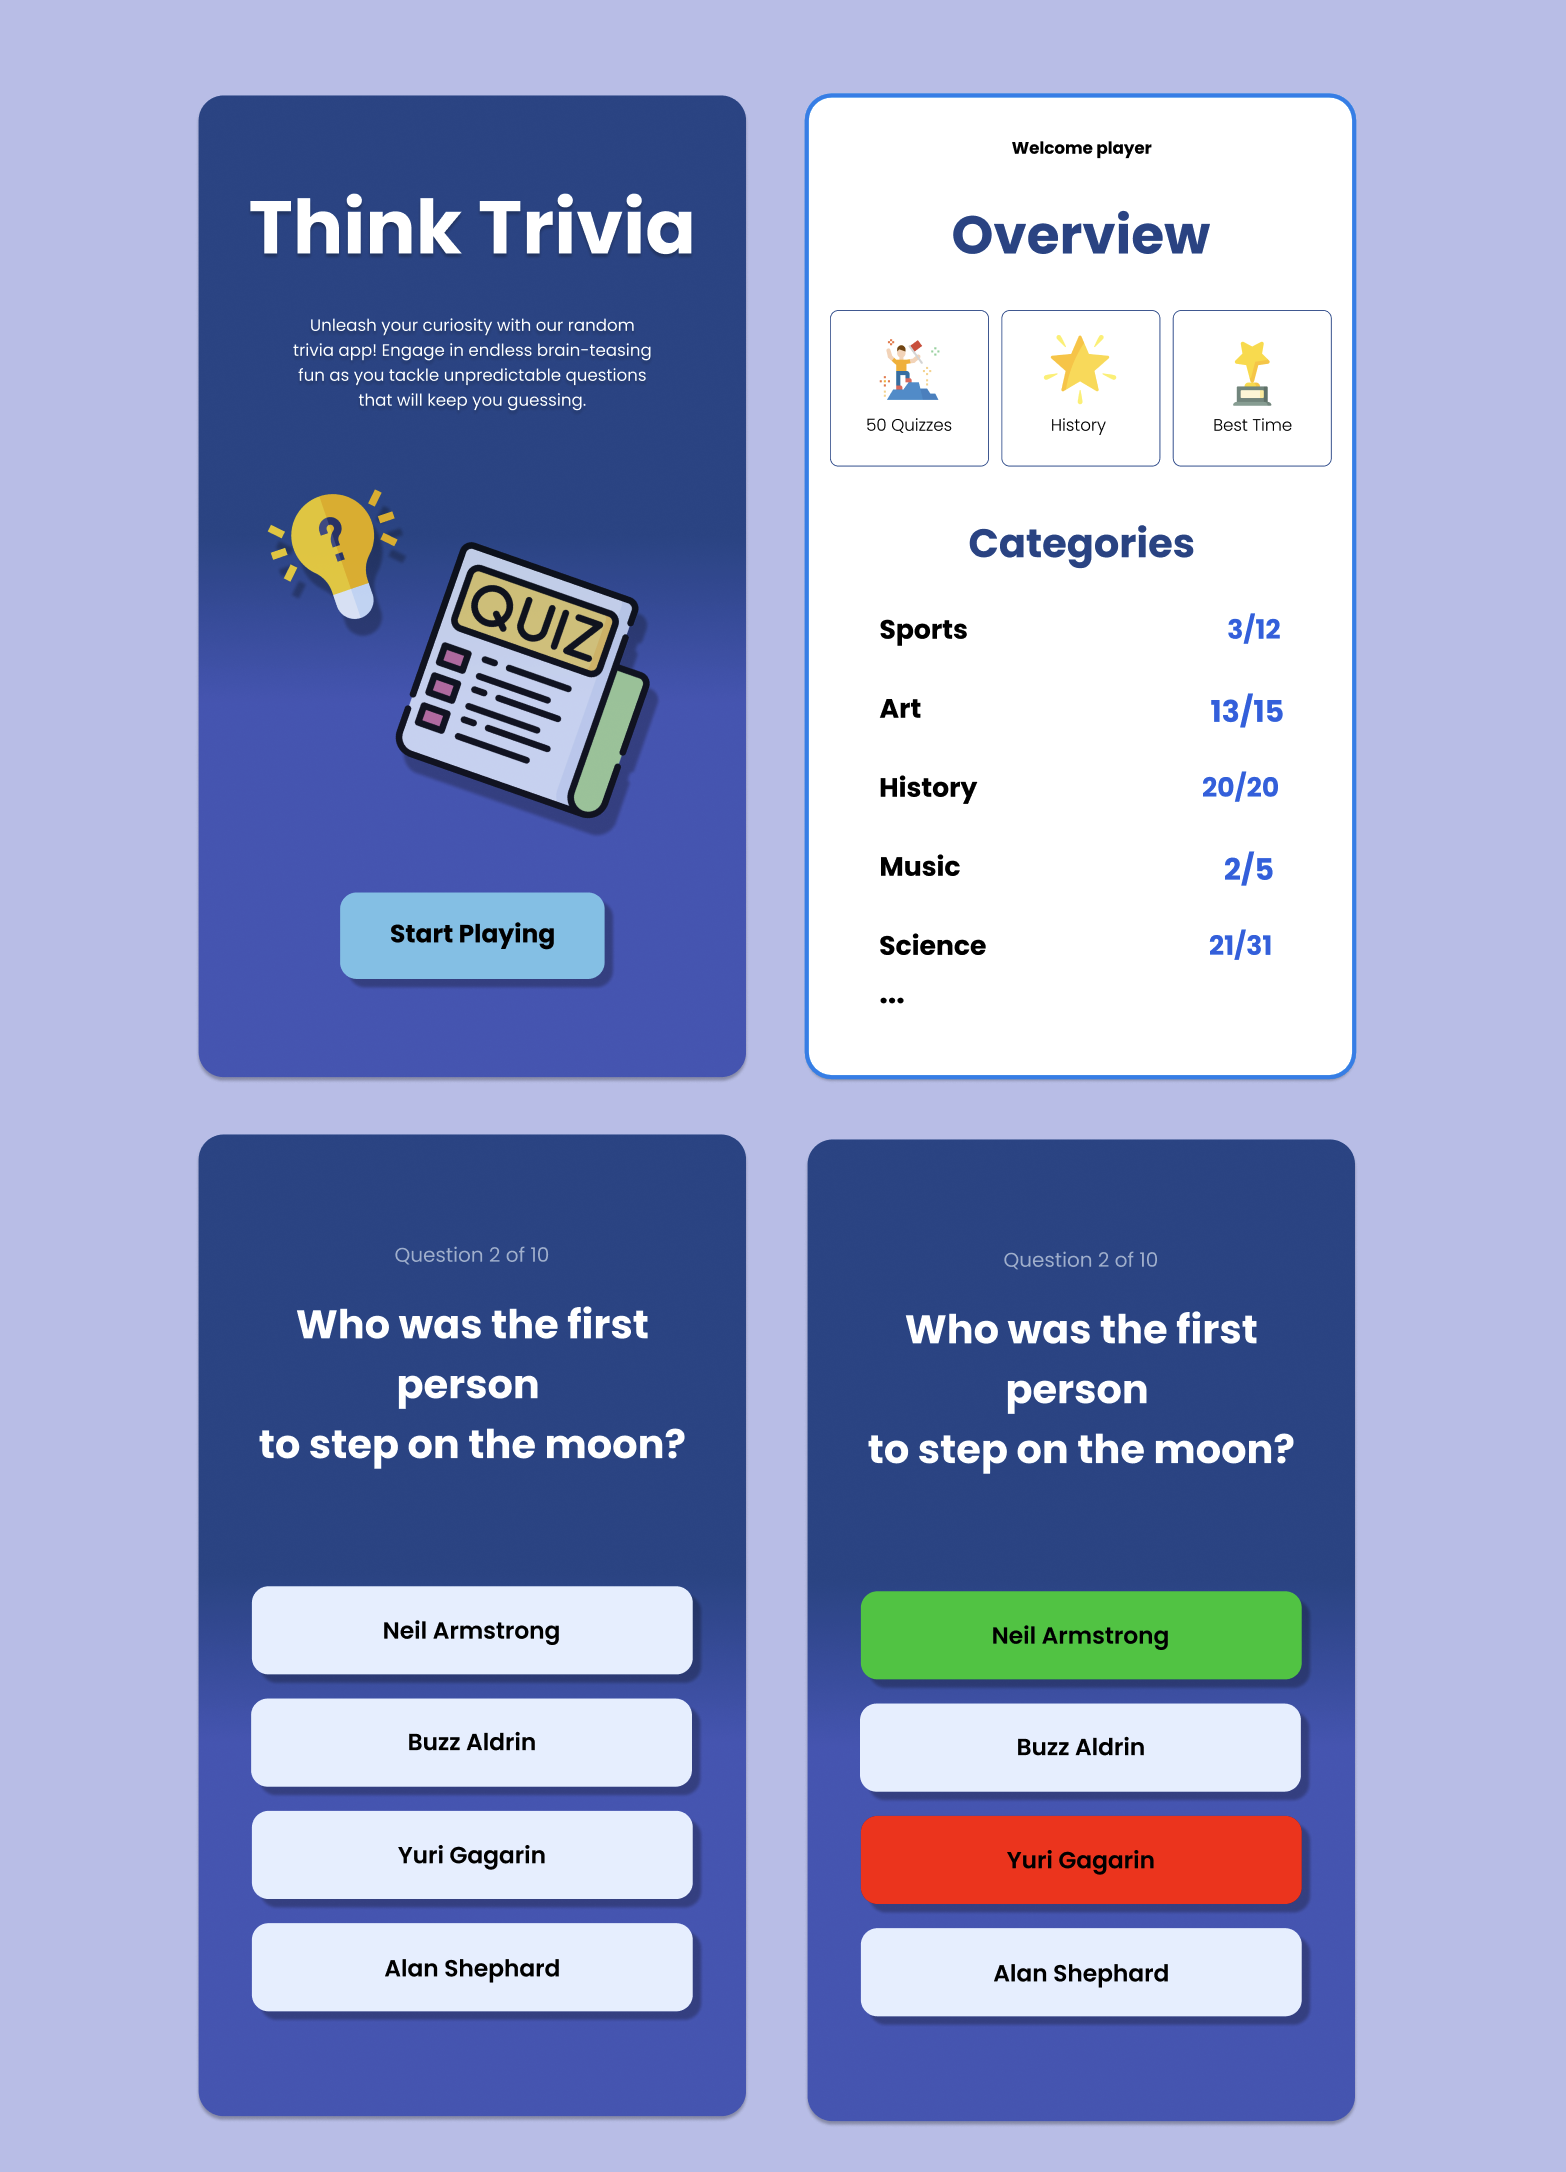 Think Trivia
Unleash your curiosity with our random
trivia app! Engage in endless brain-teasing
fun as you tackle unpredictable questions
that will keep you guessing.
?
QUIZ
Start Playing
Welcome player
Overview
50 Quizzes
History
Best Time
Categories
Sports 3/12
Art 13/15
History 20/20
Music 2/5
Science 21/31
...
Question 2 of 10
Who was the first
person
to step on the moon?
Neil Armstrong
Buzz Aldrin
Yuri Gagarin
Alan Shephard
Question 2 of 10
Who was the first
person
to step on the moon?
Neil Armstrong
Buzz Aldrin
Yuri Gagarin
Alan Shephard